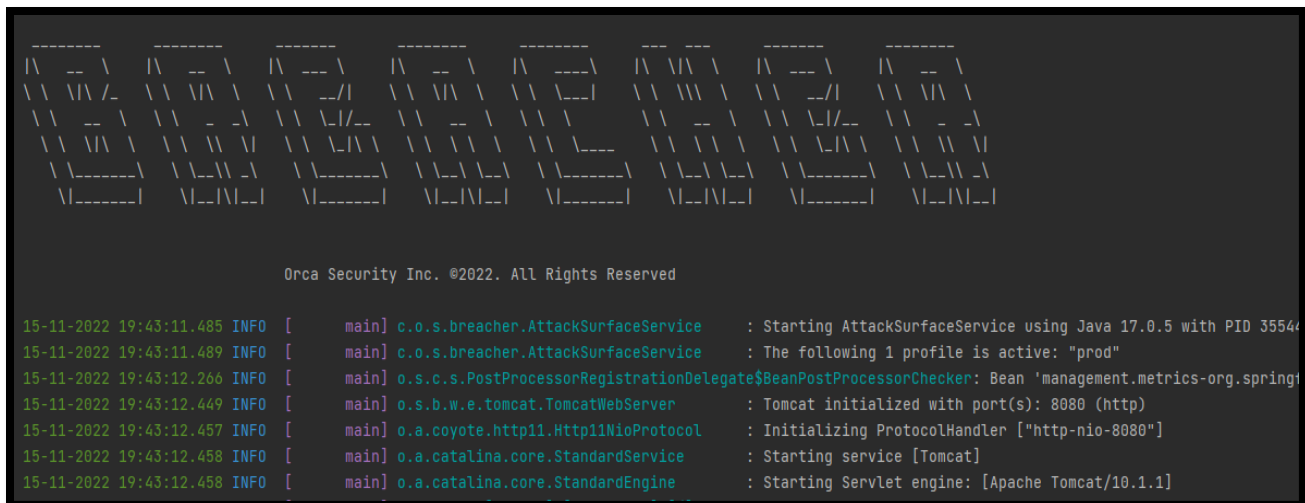 BREACHER
Orca Security Inc. ©2022. All Rights Reserved
15-11-2022 19:43:11.485 INFO [ main] c.o.s.breacher.AttackSurfaceService : Starting AttackSurfaceService using Java 17.0.5 with PID 35544
15-11-2022 19:43:11.489 INFO [ main] c.o.s.breacher.AttackSurfaceService : The following 1 profile is active: "prod"
15-11-2022 19:43:12.266 INFO [ main] o.s.c.s.PostProcessorRegistrationDelegate$BeanPostProcessorChecker: Bean 'management.metrics-org.springf
15-11-2022 19:43:12.449 INFO [ main] o.s.b.w.e.tomcat.TomcatWebServer : Tomcat initialized with port(s): 8080 (http)
15-11-2022 19:43:12.457 INFO [ main] o.a.coyote.http11.Http11NioProtocol : Initializing ProtocolHandler ["http-nio-8080"]
15-11-2022 19:43:12.458 INFO [ main] o.a.catalina.core.StandardService : Starting service [Tomcat]
15-11-2022 19:43:12.458 INFO [ main] o.a.catalina.core.StandardEngine : Starting Servlet engine: [Apache Tomcat/10.1.1]